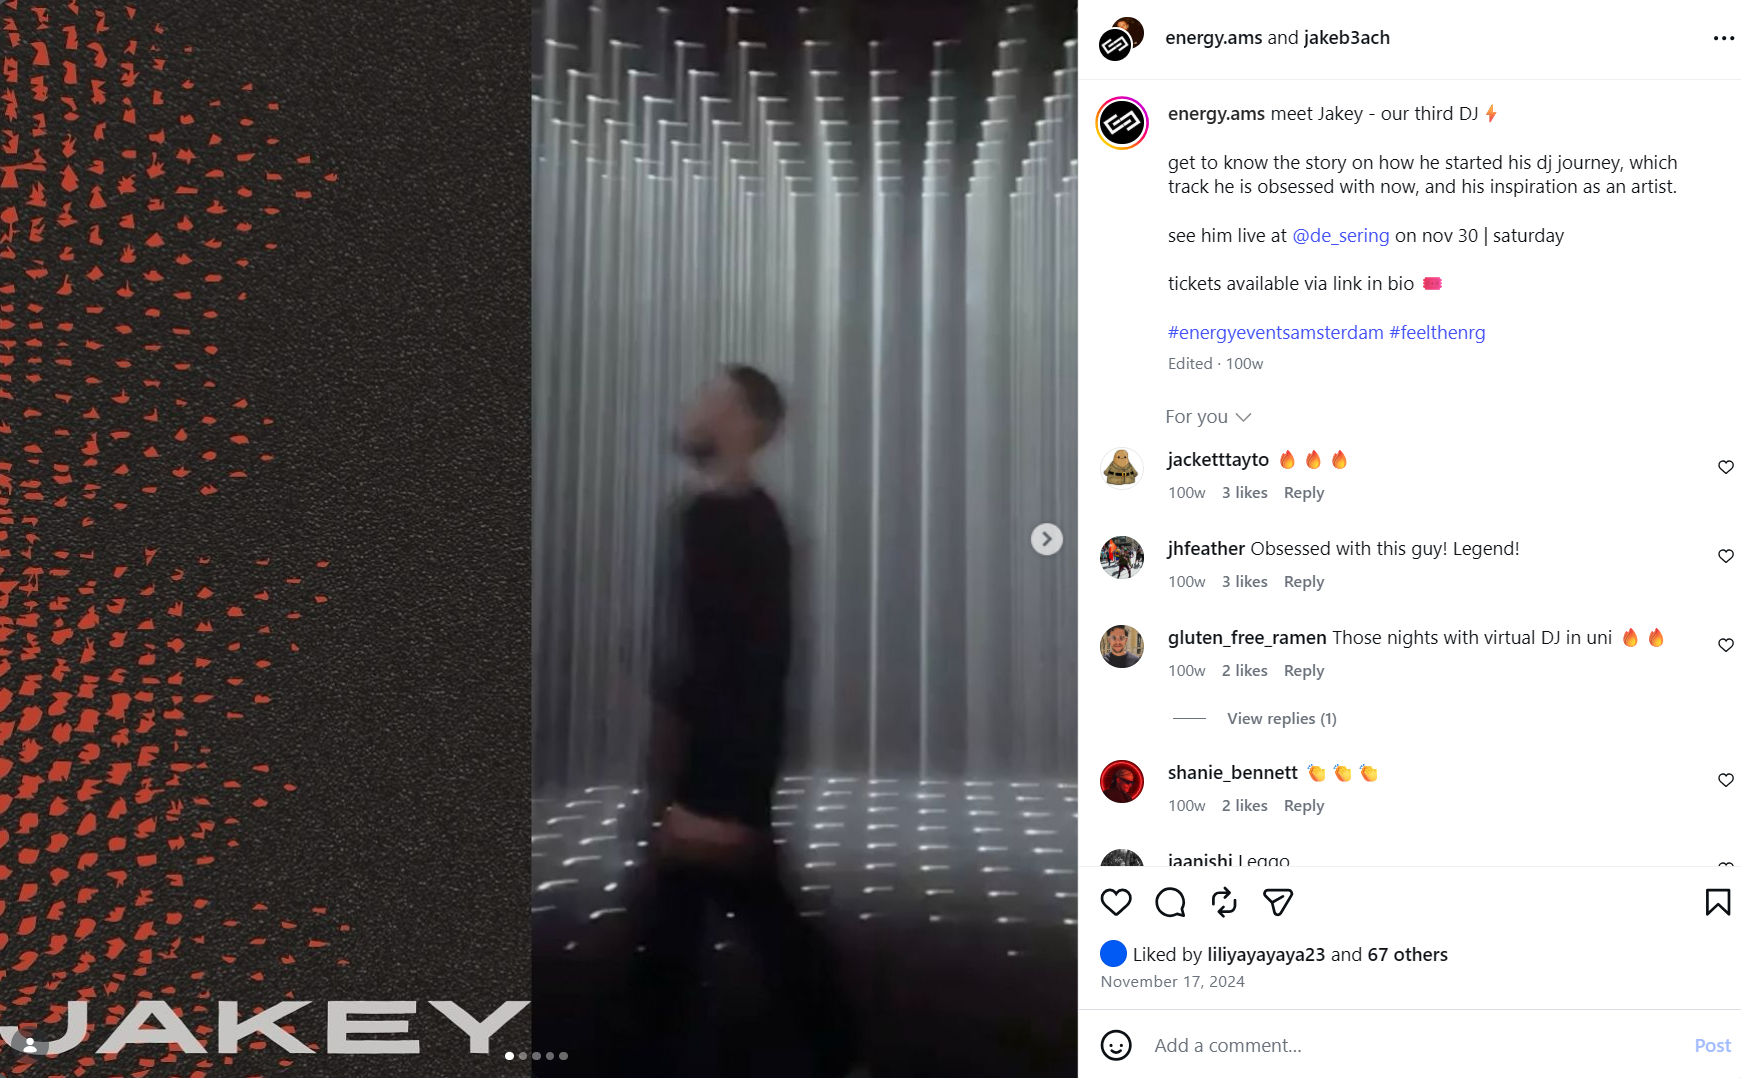 JAKEY
energy.ams and jakeb3ach
energy.ams meet Jakey - our third DJ ⚡
get to know the story on how he started his dj journey, which
track he is obsessed with now, and his inspiration as an artist.
see him live at @de_sering on nov 30 | saturday
tickets available via link in bio 🎟
#energyeventsamsterdam #feelthenrg
Edited · 100w
For you
jacketttayto 🔥🔥🔥
100w 3 likes Reply
jhfeather Obsessed with this guy! Legend!
100w 3 likes Reply
gluten_free_ramen Those nights with virtual DJ in uni 🔥🔥
100w 2 likes Reply
View replies (1)
shanie_bennett 👏👏👏
100w 2 likes Reply
jaanishi Leggo
Liked by liliyayayaya23 and 67 others
November 17, 2024
Add a comment...
Post